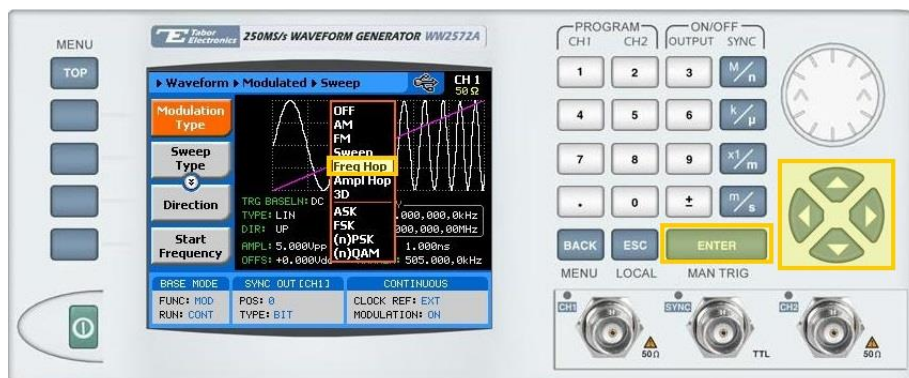 MENU
TOP
Tabor Electronics 250MS/s WAVEFORM GENERATOR WW2572A
Waveform Modulated Sweep
CH 1
50 Ω
Modulation Type
Sweep Type
Direction
Start Frequency
OFF
AM
FM
Sweep
Freq Hop
Ampl Hop
3D
ASK
FSK
(n)PSK
(n)QAM
TRG BASELN: DC
TYPE: LIN
DIR: UP
AMPL: 5.000Vpp
OFFS: +0.000Vdc
.000,000,0kHz
000,000,00MHz
1.000ns
505.000,0kHz
BASE MODE
FUNC: MOD
RUN: CONT
SYNC OUT [CH1]
POS: 0
TYPE: BIT
CONTINUOUS
CLOCK REF: EXT
MODULATION: ON
PROGRAM
CH1 CH2
ON/OFF
OUTPUT SYNC
1 2 3 M/n
4 5 6 k/µ
7 8 9 x1/m
. 0 ± m/s
BACK ESC ENTER
MENU LOCAL MAN TRIG
CH1 SYNC CH2
50Ω TTL 50Ω